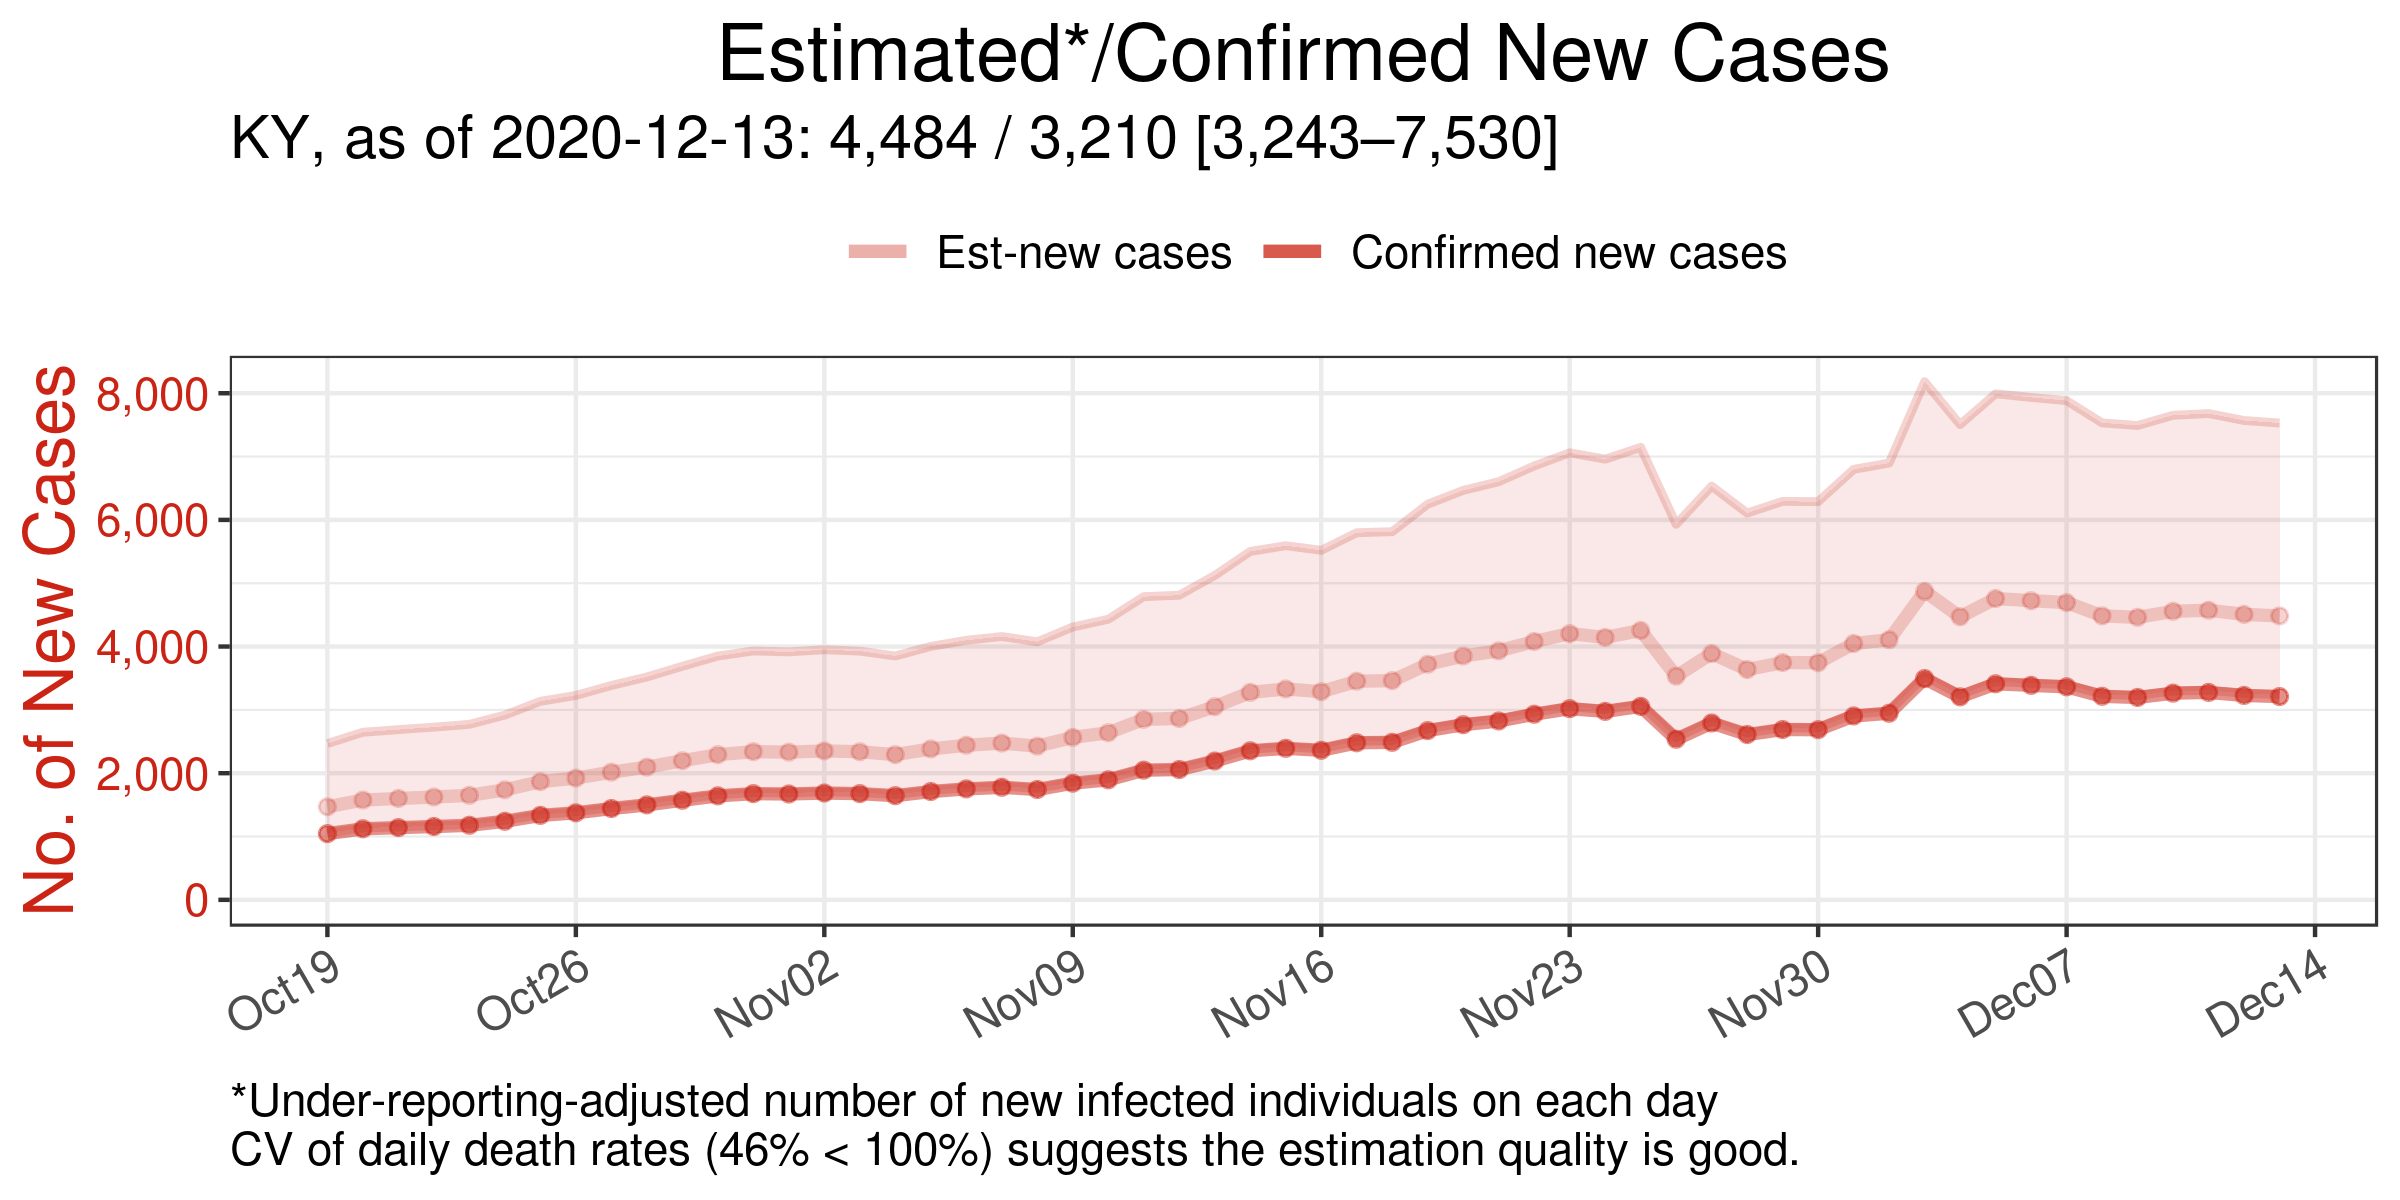 Estimated*/Confirmed New Cases
KY, as of 2020-12-13: 4,484 / 3,210 [3,243–7,530]
Est-new cases
Confirmed new cases
No. of New Cases
8,000
6,000
4,000
2,000
0
Oct19
Oct26
Nov02
Nov09
Nov16
Nov23
Nov30
Dec07
Dec14
*Under-reporting-adjusted number of new infected individuals on each day
CV of daily death rates (46% < 100%) suggests the estimation quality is good.